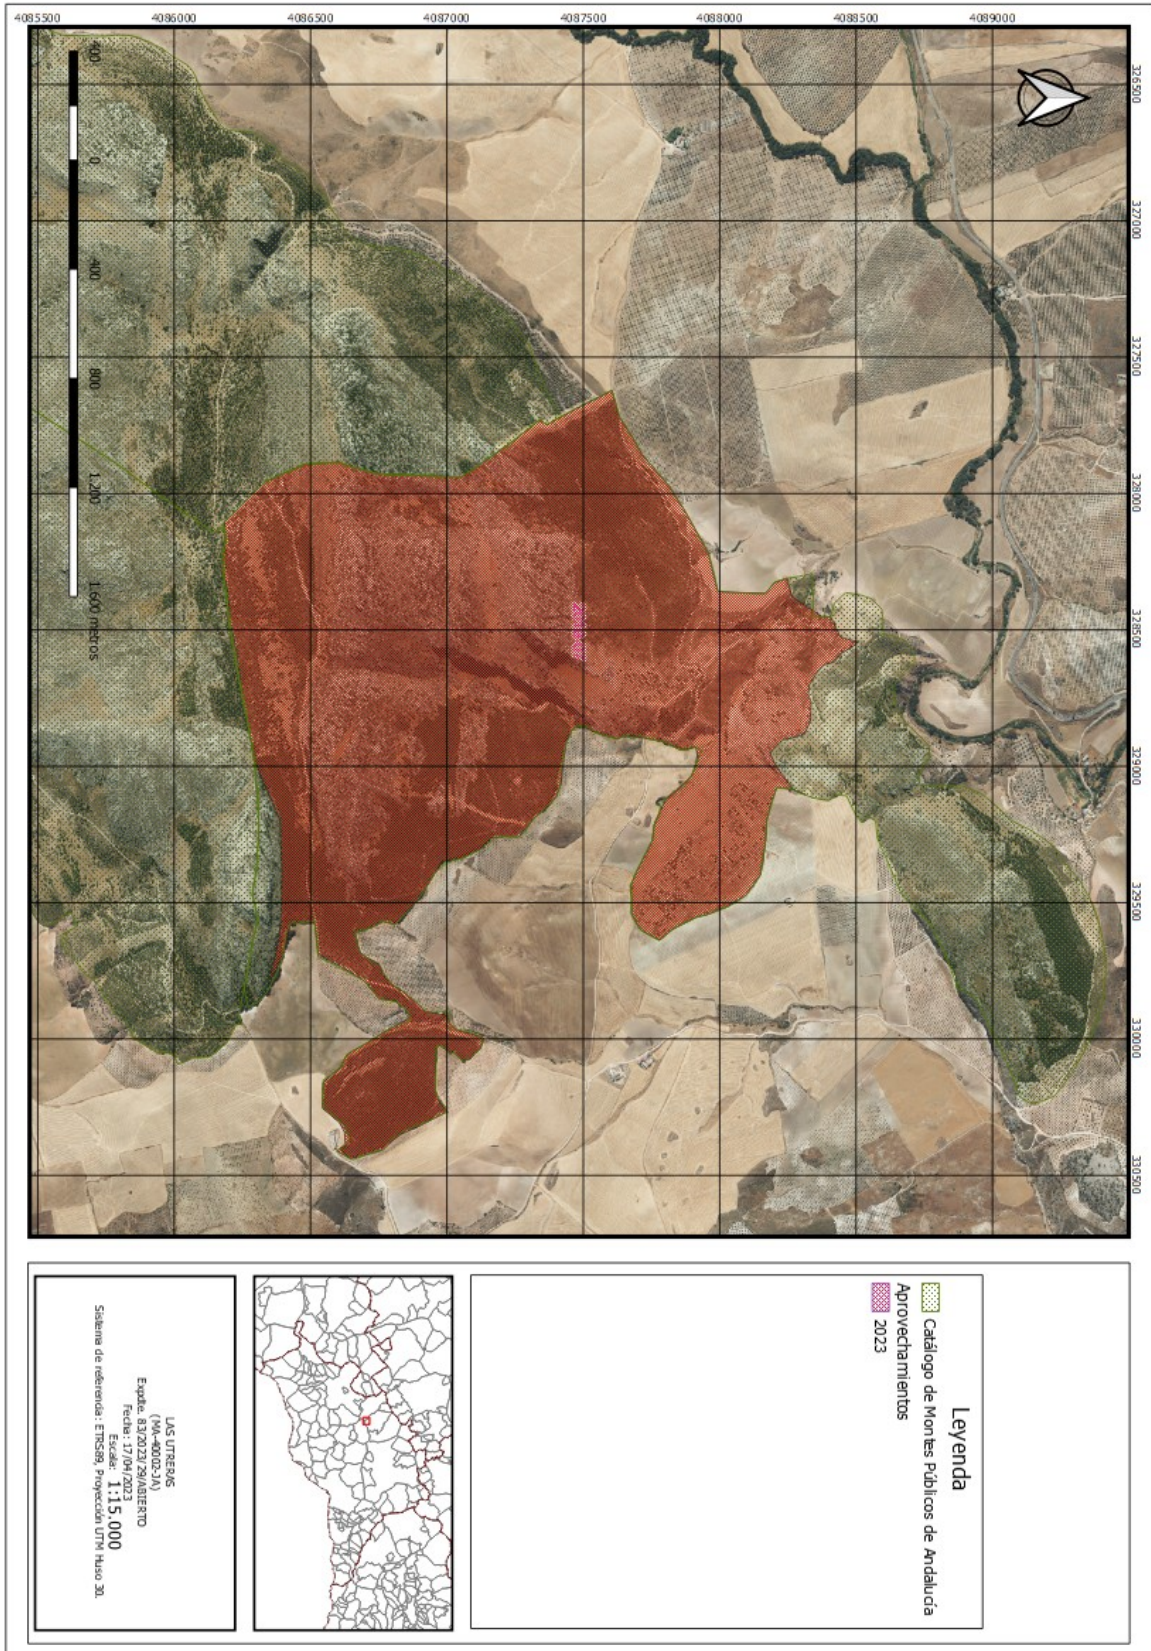 4085500
4086000
4086500
4087000
4087500
4088000
4088500
4089000
326500
327000
327500
328000
328500
329000
329500
330000
330500
400
0
400
800
1.200
1.600 metros
Leyenda
Catálogo de Montes Públicos de Andalucía
Aprovechamientos
2023
LAS UTRERAS
(MA-40002-JA)
Expdte. 83/2023/29/ABIERTO
Fecha: 17/04/2023
Escala: 1:15.000
Sistema de referencia: ETRS89, Proyección UTM Huso 30.